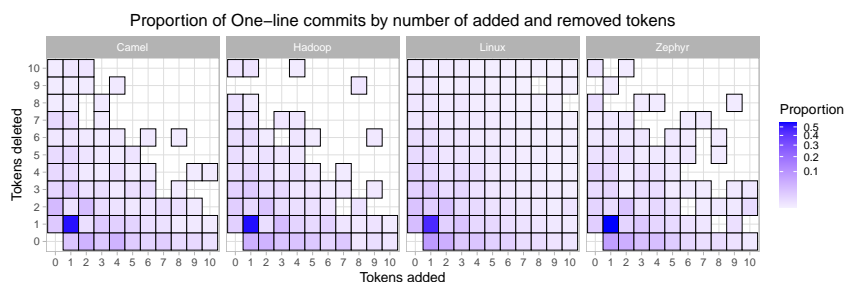 Proportion of One−line commits by number of added and removed tokens
Camel Hadoop Linux Zephyr
Tokens deleted
10
9
8
7
6
5
4
3
2
1
0
0 1 2 3 4 5 6 7 8 9 10 0 1 2 3 4 5 6 7 8 9 10 0 1 2 3 4 5 6 7 8 9 10 0 1 2 3 4 5 6 7 8 9 10
Tokens added
Proportion
0.5
0.4
0.3
0.2
0.1